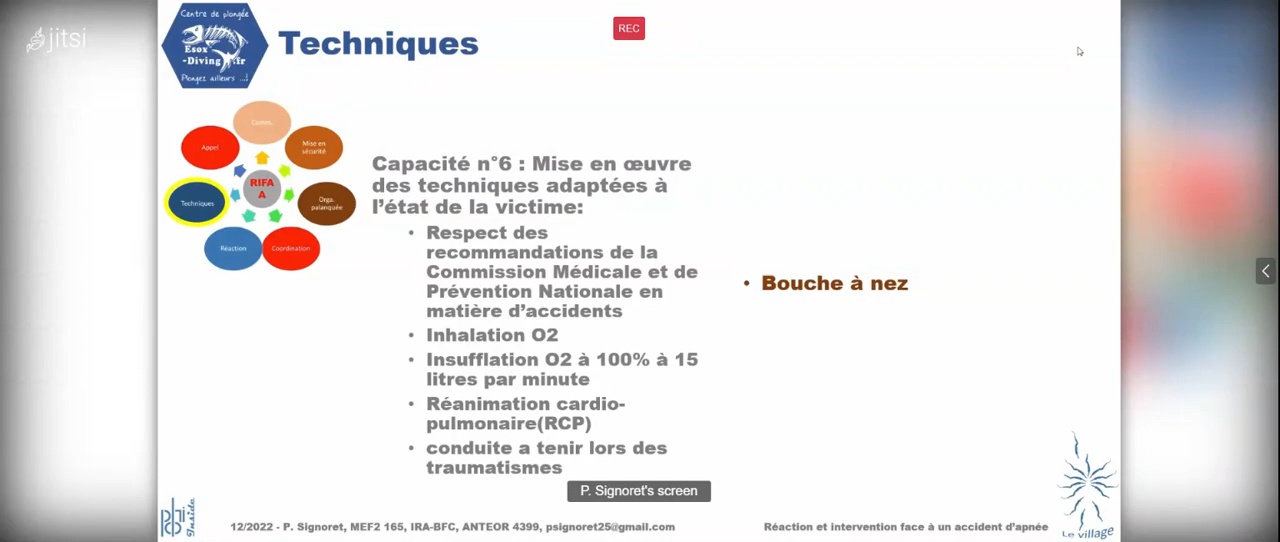 jitsi
REC
Centre de plongée
Esox
-Diving.fr
Plongez ailleurs ...!
Techniques
Comm.
Appel
Mise en
sécurité
RIFA
A
Techniques
Orga.
palanquée
Réaction
Coordination
Capacité n°6 : Mise en œuvre
des techniques adaptées à
l’état de la victime:
• Respect des
recommandations de la
Commission Médicale et de
Prévention Nationale en
matière d’accidents
• Inhalation O2
• Insufflation O2 à 100% à 15
litres par minute
• Réanimation cardio-
pulmonaire(RCP)
• conduite a tenir lors des
traumatismes
• Bouche à nez
P. Signoret's screen
Inside
12/2022 - P. Signoret, MEF2 165, IRA-BFC, ANTEOR 4399, psignoret25@gmail.com
Réaction et intervention face à un accident d’apnée
Le village